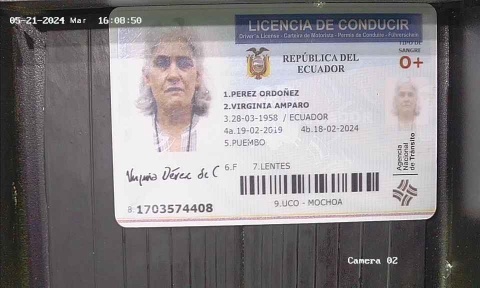 05-21-2024 Mar 16:08:50
LICENCIA DE CONDUCIR
Driver's License - Carteira de Motorista - Permis de Conduire - Führerschein
REPÚBLICA DEL
ECUADOR
TIPO DE
SANGRE
O+
1.PEREZ ORDOÑEZ
2.VIRGINIA AMPARO
3.28-03-1958 / ECUADOR
4a.19-02-2019 4b.18-02-2024
5.PUEMBO
6.F 7.LENTES
Agencia
Nacional
de Tránsito
8.1703574408
9.UCO - MOCHOA
Camera 02